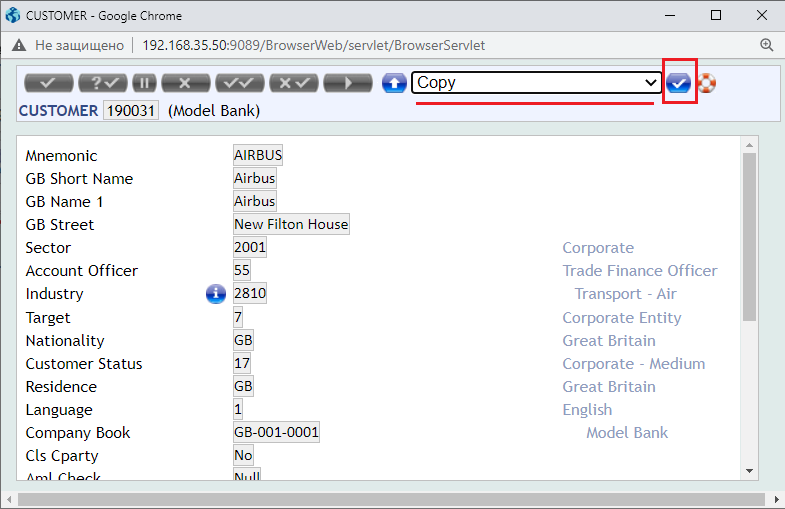 CUSTOMER - Google Chrome
Не защищено 192.168.35.50:9089/BrowserWeb/servlet/BrowserServlet
? Copy
CUSTOMER 190031 (Model Bank)
Mnemonic AIRBUS
GB Short Name Airbus
GB Name 1 Airbus
GB Street New Filton House
Sector 2001 Corporate
Account Officer 55 Trade Finance Officer
Industry i 2810 Transport - Air
Target 7 Corporate Entity
Nationality GB Great Britain
Customer Status 17 Corporate - Medium
Residence GB Great Britain
Language 1 English
Company Book GB-001-0001 Model Bank
Cls Cparty No
Aml Check Null